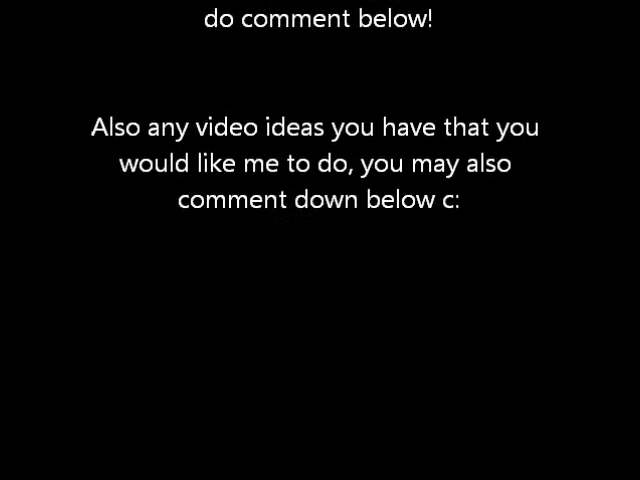 do comment below!
Also any video ideas you have that you
would like me to do, you may also
comment down below c: